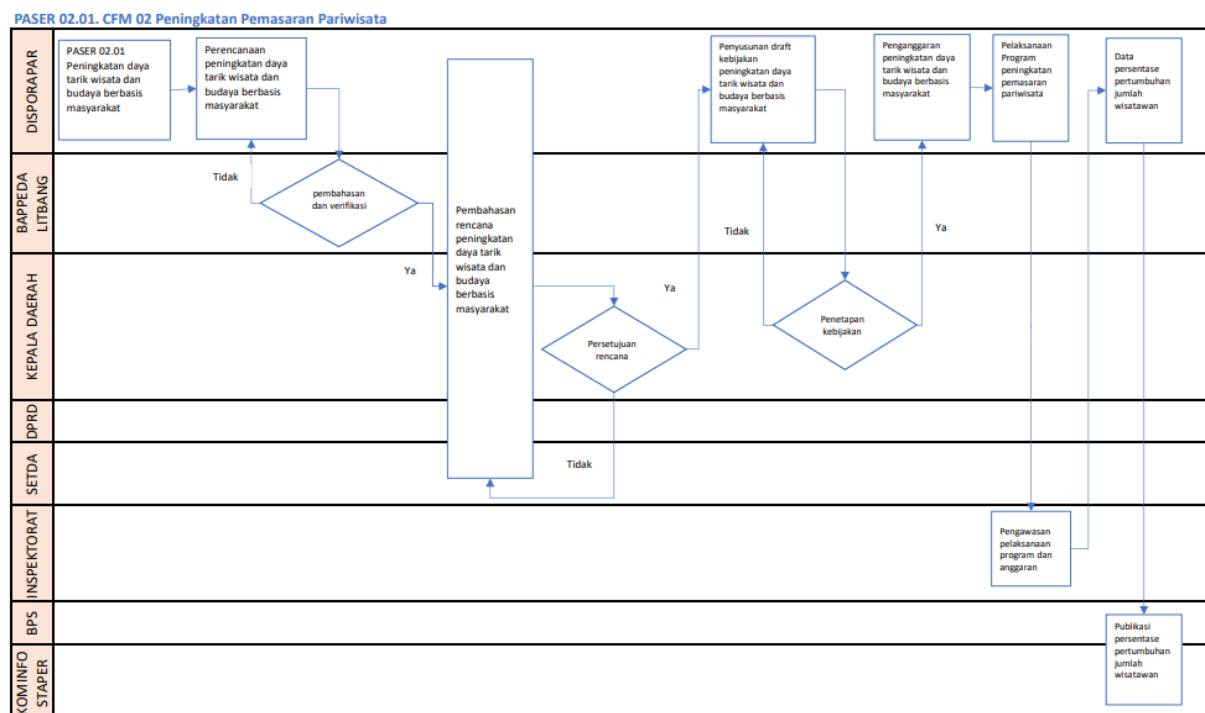 PASER 02.01. CFM 02 Peningkatan Pemasaran Pariwisata
DISPORAPAR
PASER 02.01
Peningkatan daya
tarik wisata dan
budaya berbasis
masyarakat
Perencanaan
peningkatan daya
tarik wisata dan
budaya berbasis
masyarakat
Penyusunan draft
kebijakan
peningkatan daya
tarik wisata dan
budaya berbasis
masyarakat
Penganggaran
peningkatan daya
tarik wisata dan
budaya berbasis
masyarakat
Pelaksanaan
Program
peningkatan
pemasaran
pariwisata
Data
persentase
pertumbuhan
jumlah
wisatawan
BAPPEDA
LITBANG
Tidak
pembahasan
dan verifikasi
Ya
Pembahasan
rencana
peningkatan
daya tarik
wisata dan
budaya
berbasis
masyarakat
Tidak
Ya
KEPALA DAERAH
Ya
Persetujuan
rencana
Penetapan
kebijakan
DPRD
SETDA
Tidak
INSPEKTORAT
Pengawasan
pelaksanaan
program dan
anggaran
BPS
Publikasi
persentase
pertumbuhan
jumlah
wisatawan
KOMINFO
STAPER